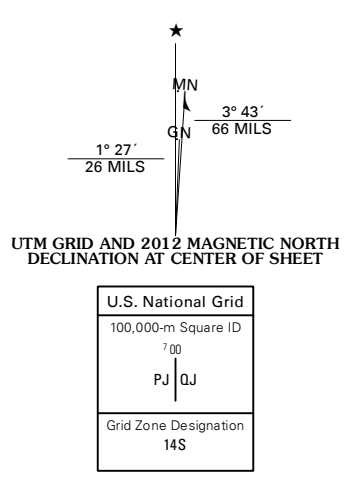 ★
MN
3° 43´
66 MILS
GN
1° 27´
26 MILS
UTM GRID AND 2012 MAGNETIC NORTH
DECLINATION AT CENTER OF SHEET
U.S. National Grid
100,000-m Square ID
⁷00
PJ QJ
Grid Zone Designation
14S